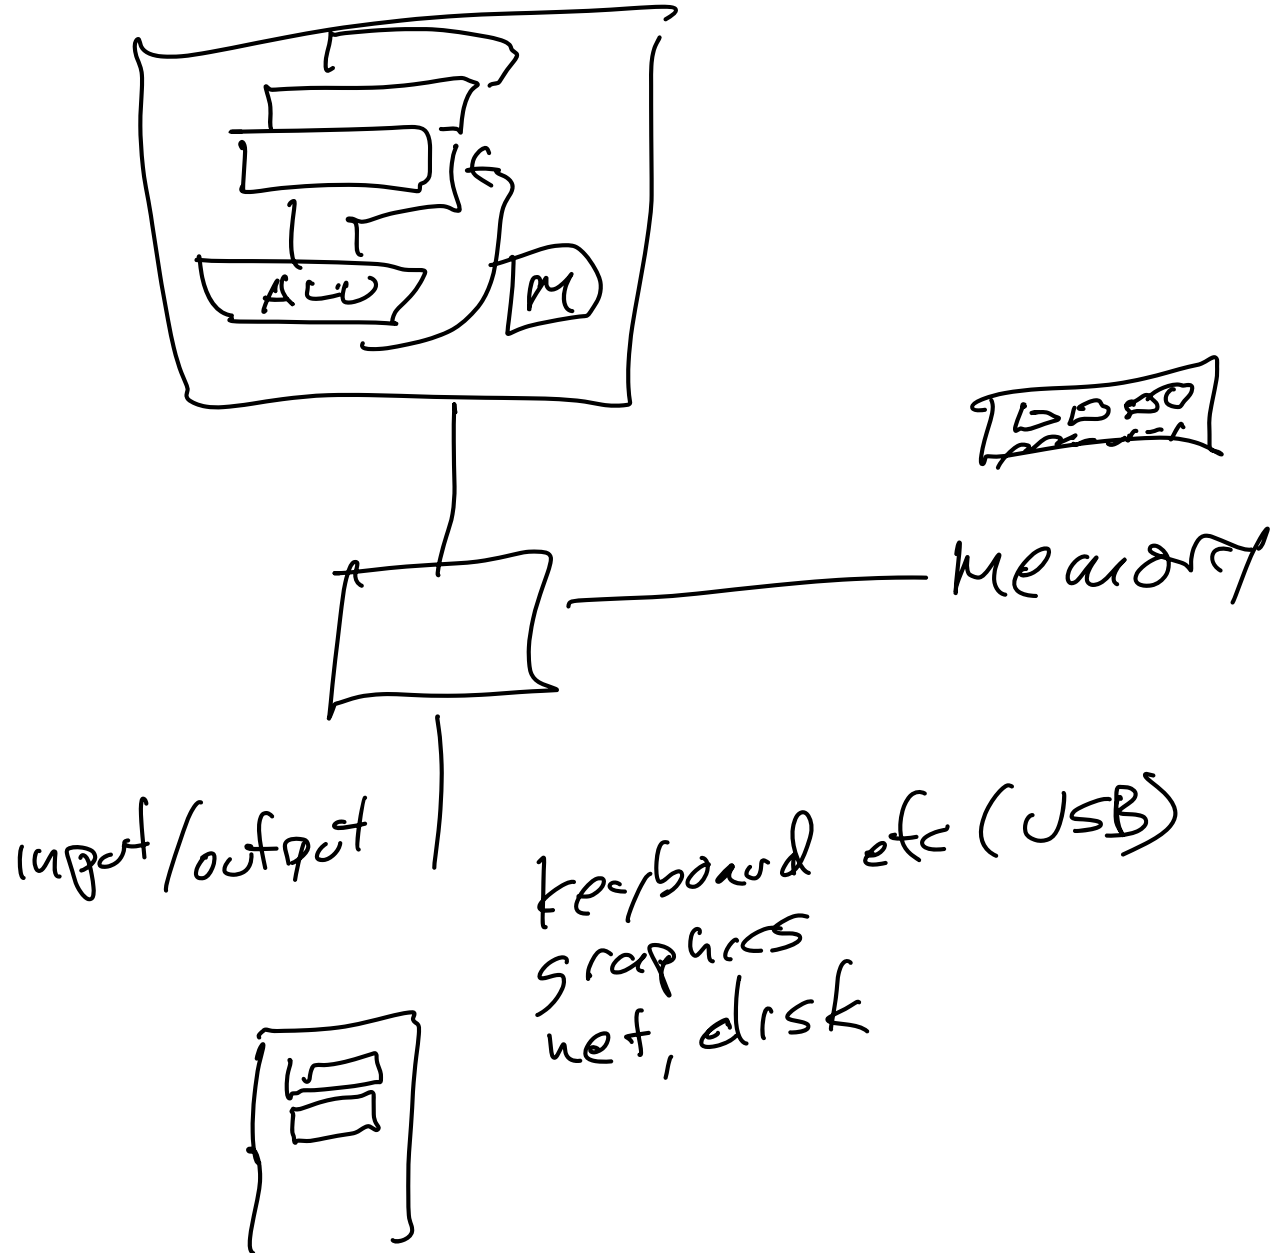 ALU
M
Memory
input/output
keyboard etc (USB)
graphics
net, disk